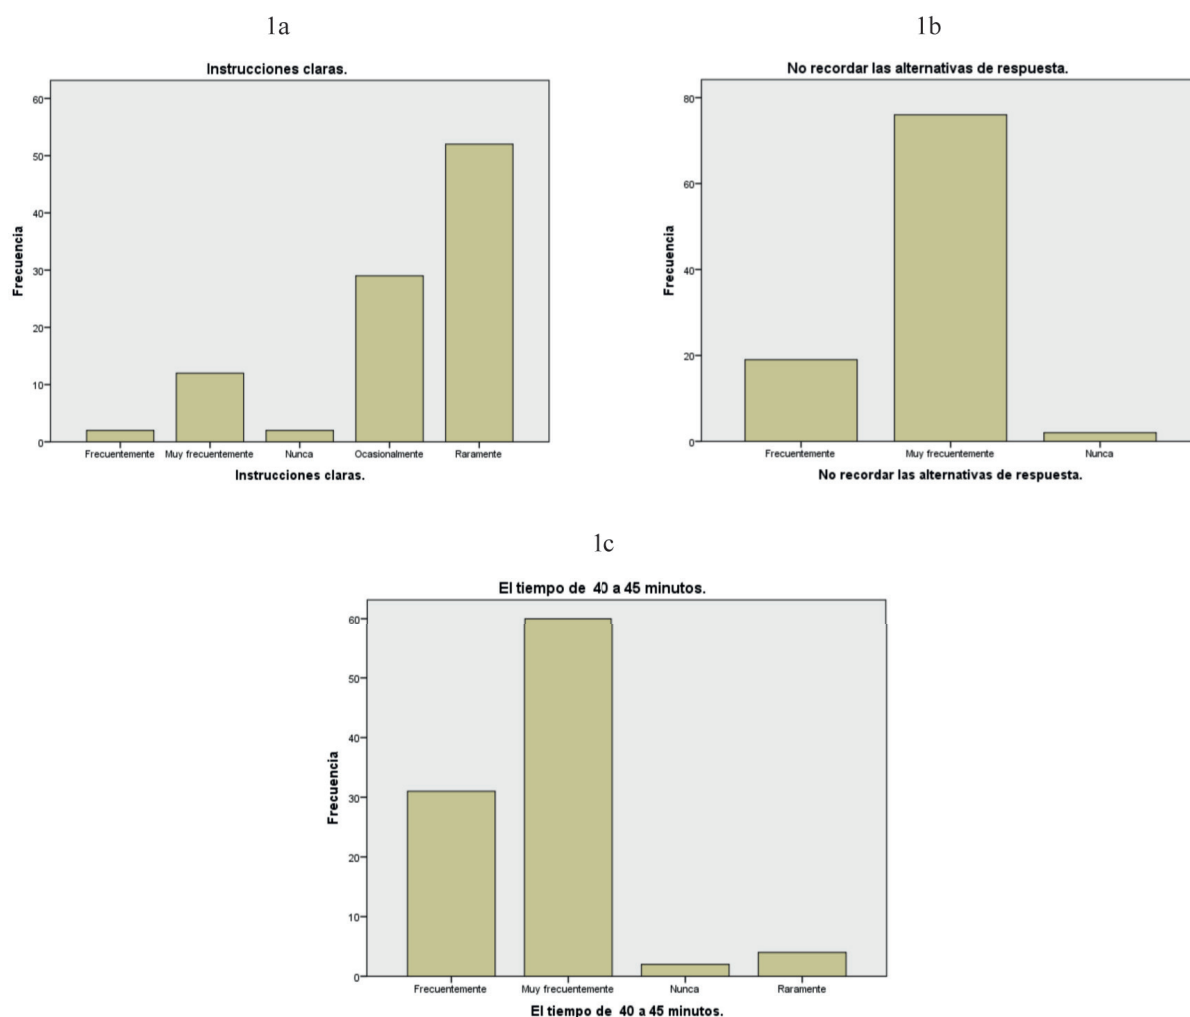 1a
Instrucciones claras.
Frecuencia
60
50
40
30
20
10
0
Frecuentemente Muy frecuentemente Nunca Ocasionalmente Raramente
Instrucciones claras.
1b
No recordar las alternativas de respuesta.
Frecuencia
80
60
40
20
0
Frecuentemente Muy frecuentemente Nunca
No recordar las alternativas de respuesta.
1c
El tiempo de 40 a 45 minutos.
Frecuencia
60
50
40
30
20
10
0
Frecuentemente Muy frecuentemente Nunca Raramente
El tiempo de 40 a 45 minutos.